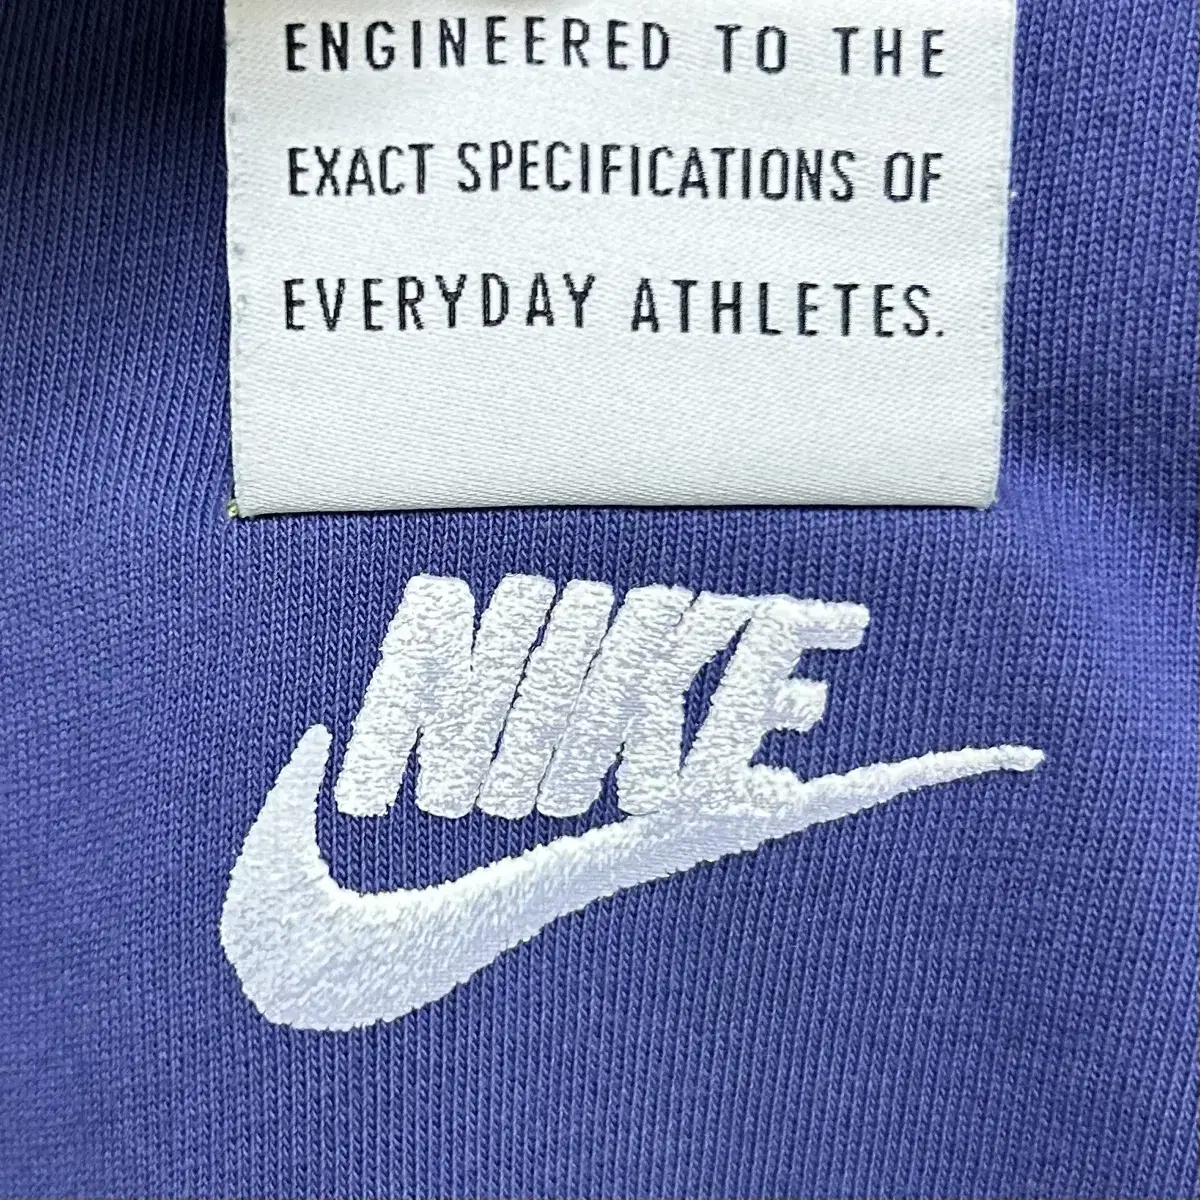 ENGINEERED TO THE
EXACT SPECIFICATIONS OF
EVERYDAY ATHLETES.
NIKE